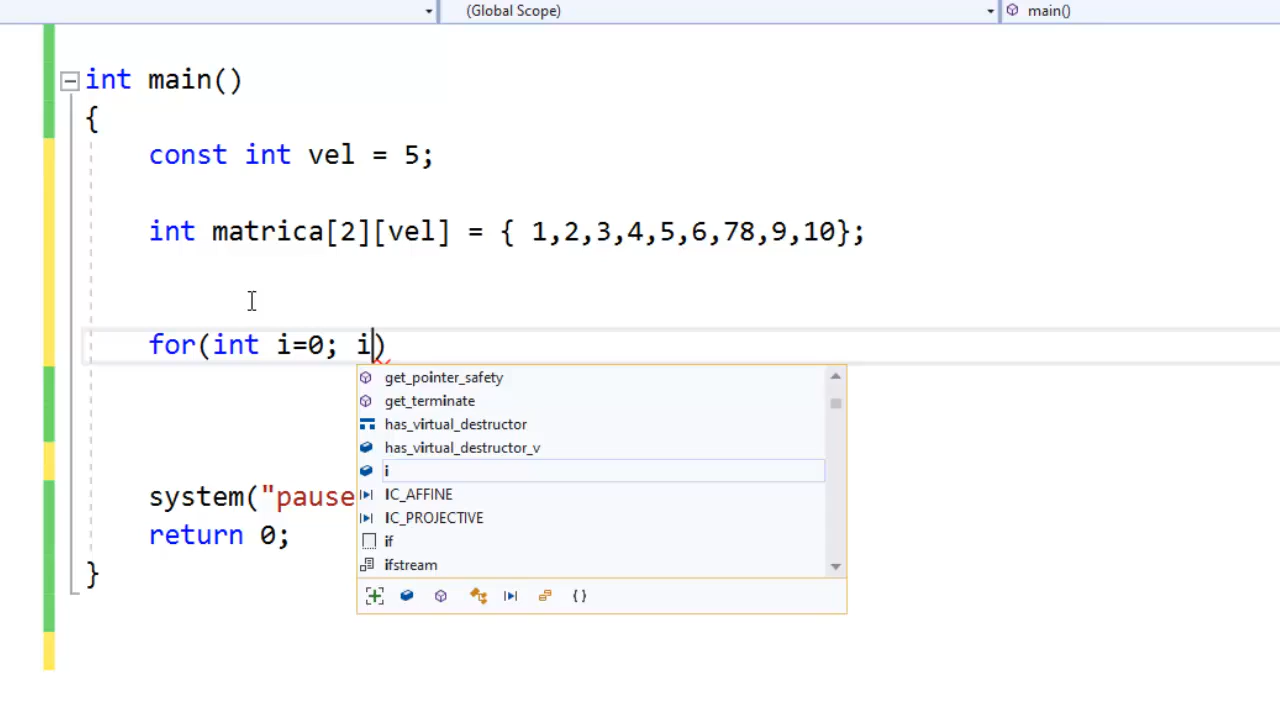 (Global Scope) main()
int main()
{
const int vel = 5;
int matrica[2][vel] = { 1,2,3,4,5,6,78,9,10};
for(int i=0; i)
get_pointer_safety
get_terminate
has_virtual_destructor
has_virtual_destructor_v
i
IC_AFFINE
IC_PROJECTIVE
if
ifstream
system("pause
return 0;
}